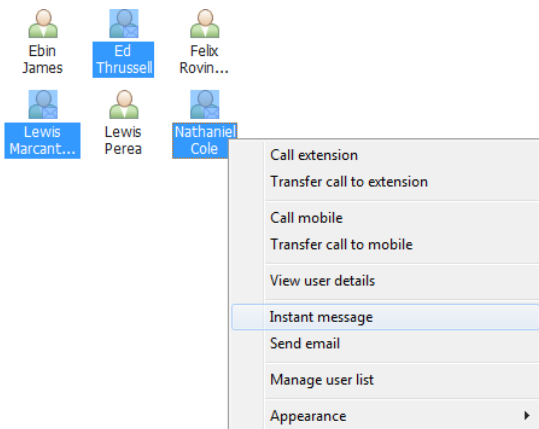 Ebin
James
Ed
Thrussell
Felix
Rovin...
Lewis
Marcant...
Lewis
Perea
Nathaniel
Cole
Call extension
Transfer call to extension
Call mobile
Transfer call to mobile
View user details
Instant message
Send email
Manage user list
Appearance